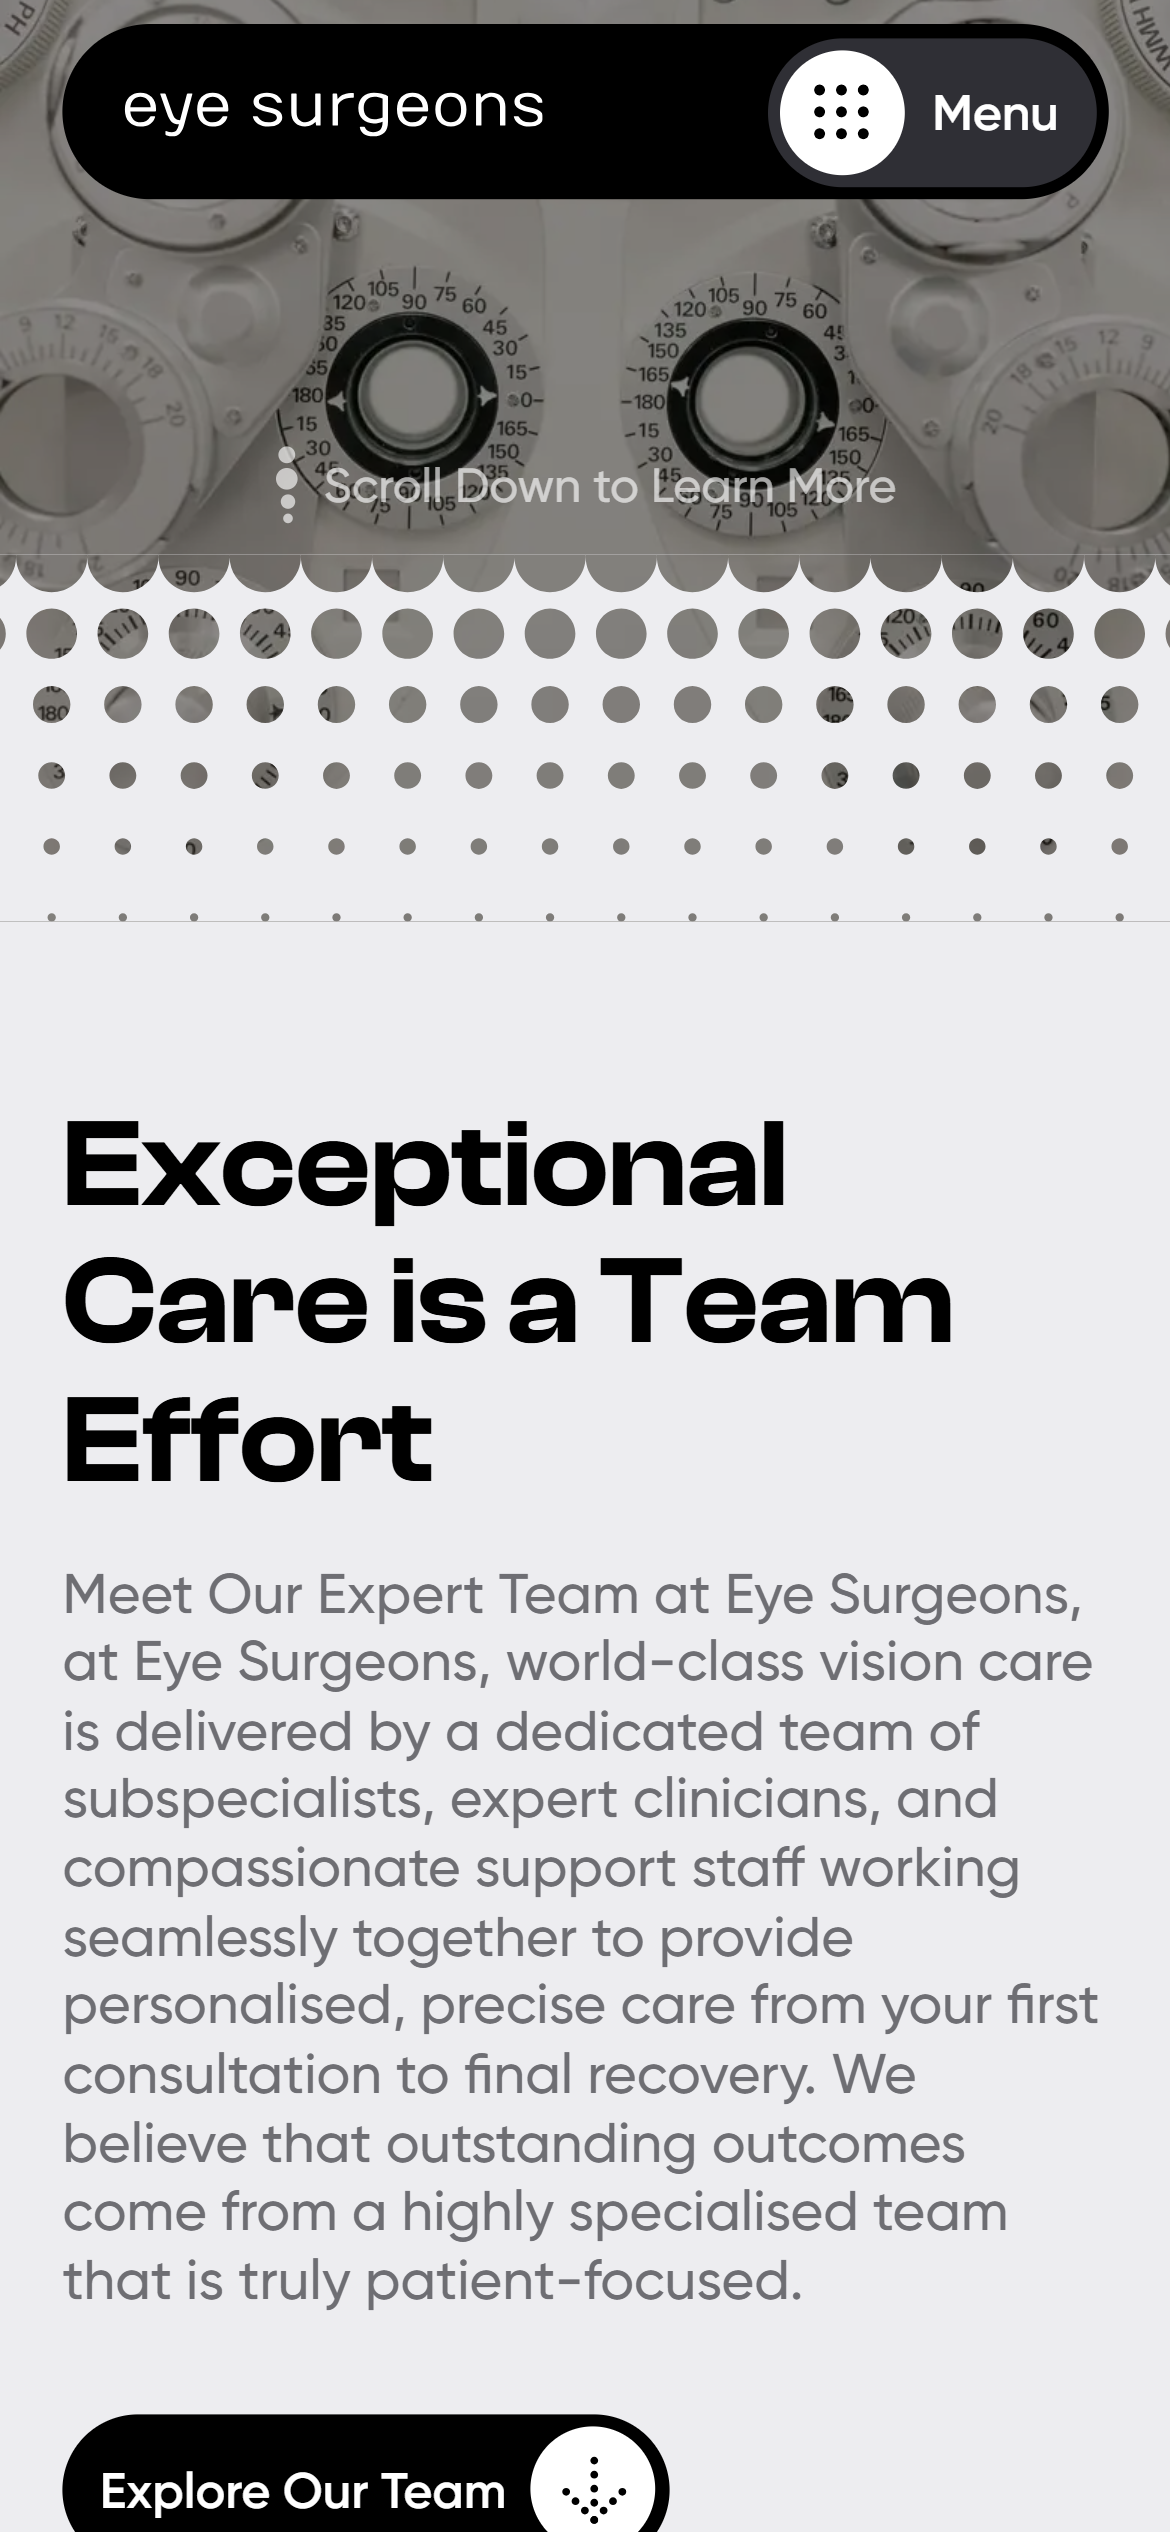 eye surgeons
Menu
Scroll Down to Learn More
Exceptional
Care is a Team
Effort
Meet Our Expert Team at Eye Surgeons,
at Eye Surgeons, world-class vision care
is delivered by a dedicated team of
subspecialists, expert clinicians, and
compassionate support staff working
seamlessly together to provide
personalised, precise care from your first
consultation to final recovery. We
believe that outstanding outcomes
come from a highly specialised team
that is truly patient-focused.
Explore Our Team